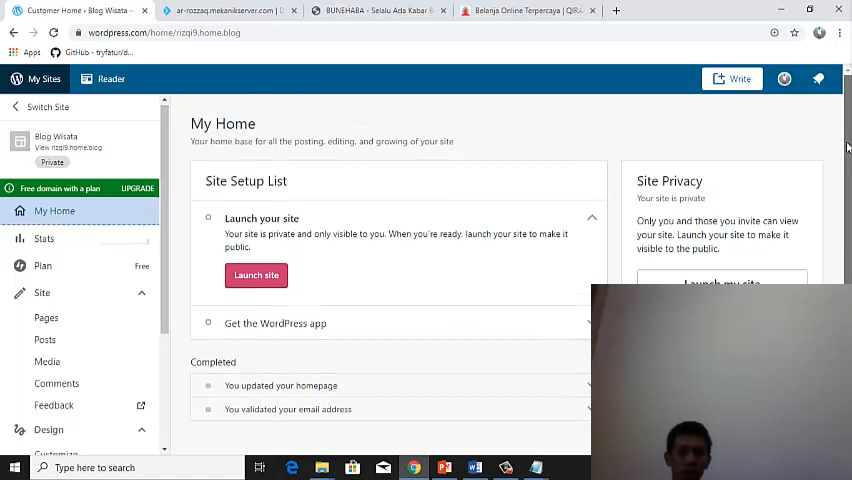 Customer Home ‹ Blog Wisata —
ar-rozzaq.mekanikserver.com | D
BUNEHABA - Selalu Ada Kabar B
Belanja Online Terpercaya | QIRA
wordpress.com/home/rizqi9.home.blog
Apps
GitHub - tryfatur/di...
My Sites
Reader
Write
Switch Site
Blog Wisata
View rizqi9.home.blog
Private
Free domain with a plan
UPGRADE
My Home
Stats
Plan
Free
Site
Pages
Posts
Media
Comments
Feedback
Design
Customize
My Home
Your home base for all the posting, editing, and growing of your site
Site Setup List
Launch your site
Your site is private and only visible to you. When you're ready, launch your site to make it
public.
Launch site
Get the WordPress app
Completed
You updated your homepage
You validated your email address
Site Privacy
Your site is private
Only you and those you invite can view
your site. Launch your site to make it
visible to the public.
Launch my site
Type here to search